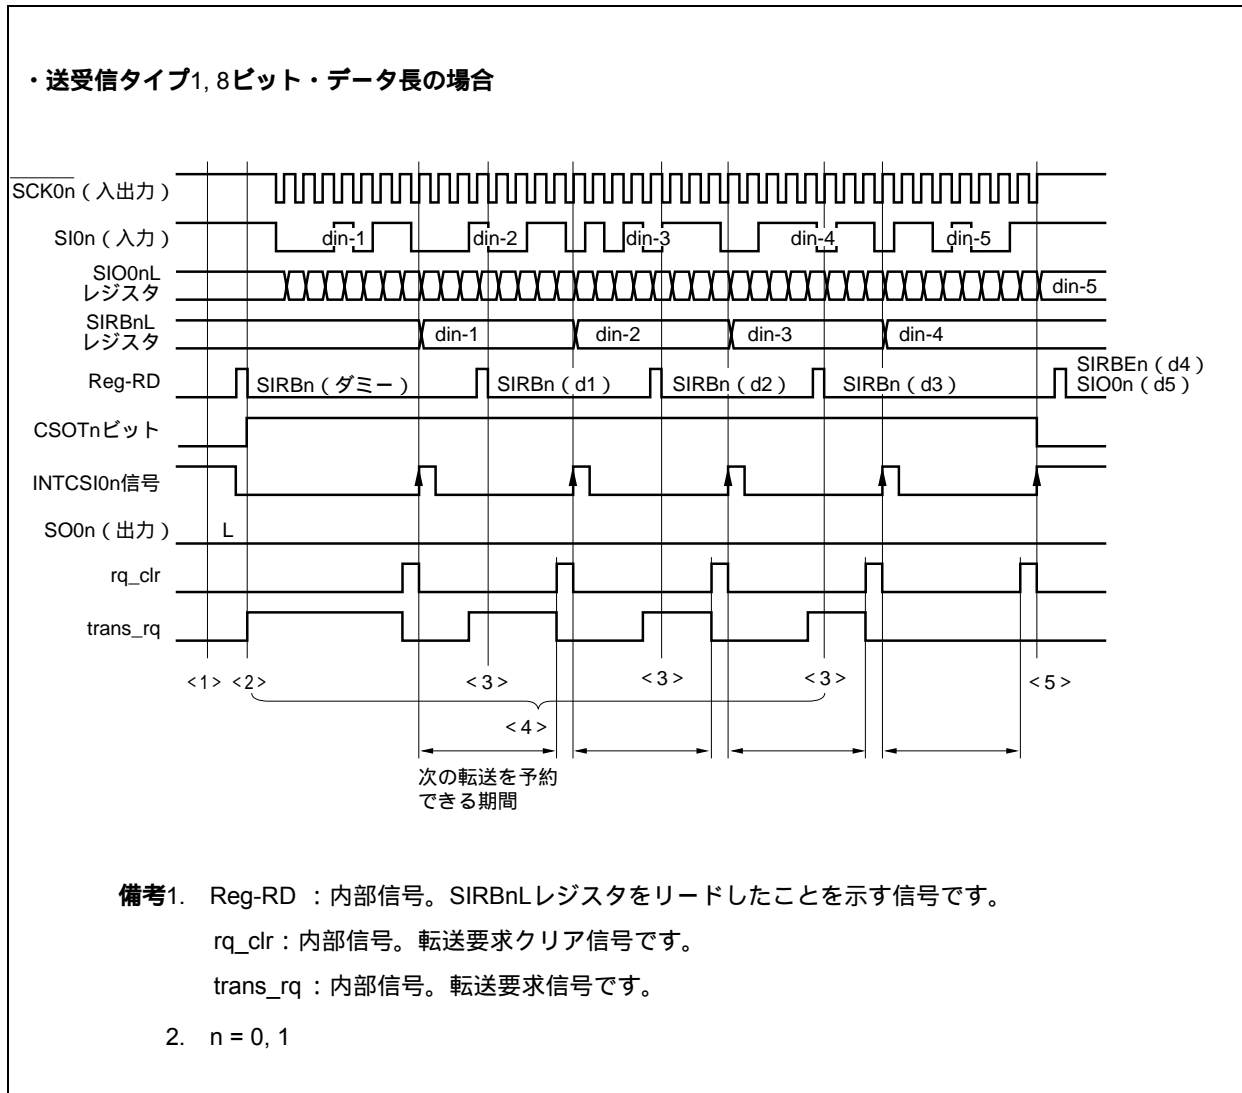 ・送受信タイプ1, 8ビット・データ長の場合
SCK0n（入出力）
SI0n（入力）
din-1
din-2
din-3
din-4
din-5
SIO0nL
レジスタ
din-5
SIRBnL
レジスタ
din-1
din-2
din-3
din-4
Reg-RD
SIRBn（ダミー）
SIRBn（d1）
SIRBn（d2）
SIRBn（d3）
SIRBEn（d4）
SIO0n（d5）
CSOTnビット
INTCSI0n信号
SO0n（出力）
L
rq_clr
trans_rq
<1>
<2>
<3>
<3>
<3>
<5>
<4>
次の転送を予約
できる期間
備考1. Reg-RD ：内部信号。SIRBnLレジスタをリードしたことを示す信号です。
rq_clr：内部信号。転送要求クリア信号です。
trans_rq ：内部信号。転送要求信号です。
2. n = 0, 1